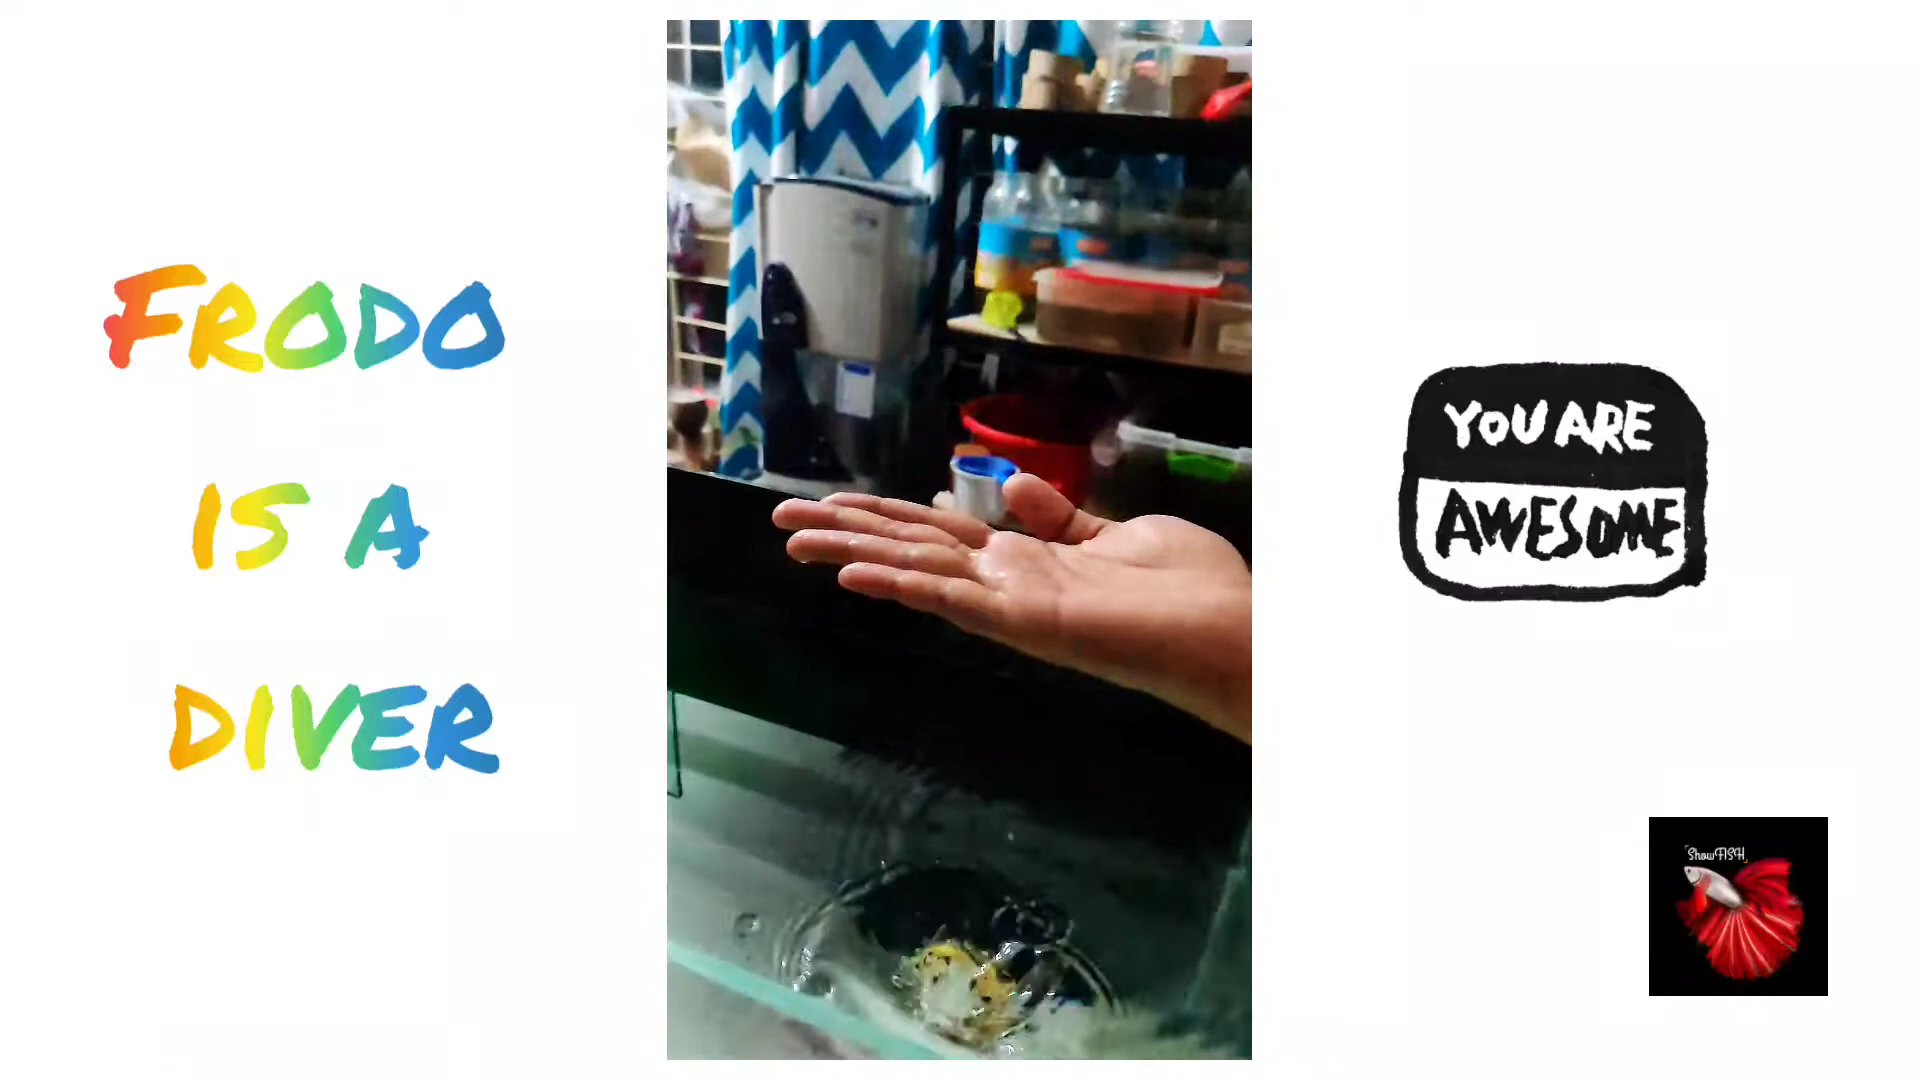 FRODO
IS A
DIVER
YOU ARE
AWESOME
ShowFISH